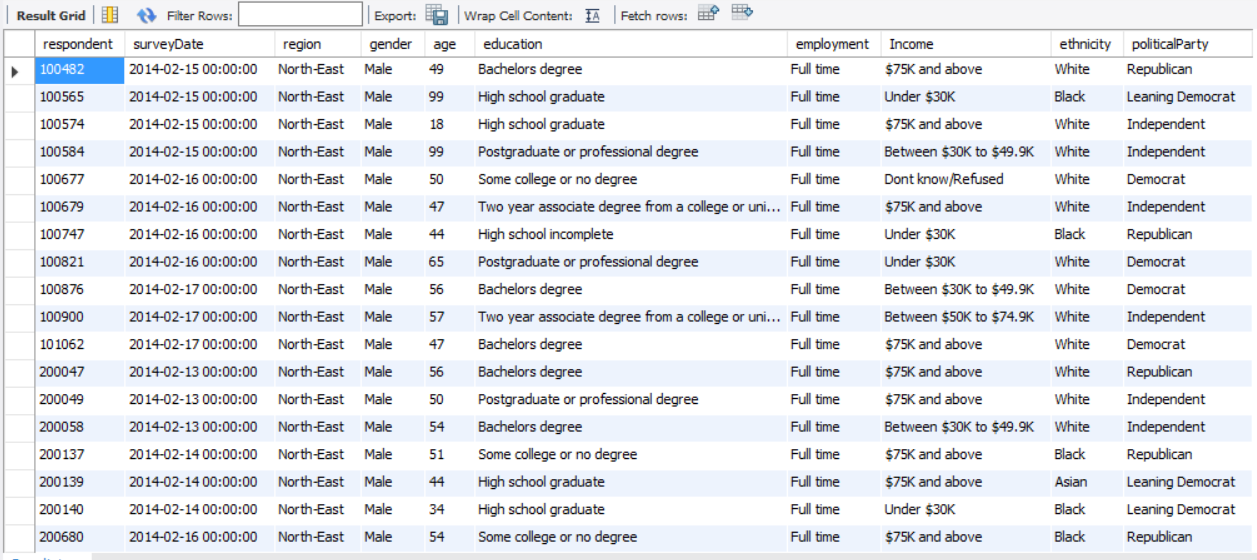 Result Grid Filter Rows: Export: Wrap Cell Content: Fetch rows:
respondent surveyDate region gender age education employment Income ethnicity politicalParty
100482 2014-02-15 00:00:00 North-East Male 49 Bachelors degree Full time $75K and above White Republican
100565 2014-02-15 00:00:00 North-East Male 99 High school graduate Full time Under $30K Black Leaning Democrat
100574 2014-02-15 00:00:00 North-East Male 18 High school graduate Full time $75K and above White Independent
100584 2014-02-15 00:00:00 North-East Male 99 Postgraduate or professional degree Full time Between $30K to $49.9K White Independent
100677 2014-02-16 00:00:00 North-East Male 50 Some college or no degree Full time Dont know/Refused White Democrat
100679 2014-02-16 00:00:00 North-East Male 47 Two year associate degree from a college or uni... Full time $75K and above White Independent
100747 2014-02-16 00:00:00 North-East Male 44 High school incomplete Full time Under $30K Black Republican
100821 2014-02-16 00:00:00 North-East Male 65 Postgraduate or professional degree Full time Under $30K White Democrat
100876 2014-02-17 00:00:00 North-East Male 56 Bachelors degree Full time Between $30K to $49.9K White Democrat
100900 2014-02-17 00:00:00 North-East Male 57 Two year associate degree from a college or uni... Full time Between $50K to $74.9K White Independent
101062 2014-02-17 00:00:00 North-East Male 47 Bachelors degree Full time $75K and above White Democrat
200047 2014-02-13 00:00:00 North-East Male 56 Bachelors degree Full time $75K and above White Republican
200049 2014-02-13 00:00:00 North-East Male 50 Postgraduate or professional degree Full time $75K and above White Independent
200058 2014-02-13 00:00:00 North-East Male 54 Bachelors degree Full time Between $30K to $49.9K White Independent
200137 2014-02-14 00:00:00 North-East Male 51 Some college or no degree Full time $75K and above Black Republican
200139 2014-02-14 00:00:00 North-East Male 44 High school graduate Full time $75K and above Asian Leaning Democrat
200140 2014-02-14 00:00:00 North-East Male 34 High school graduate Full time Under $30K Black Leaning Democrat
200680 2014-02-16 00:00:00 North-East Male 54 Some college or no degree Full time $75K and above Black Republican